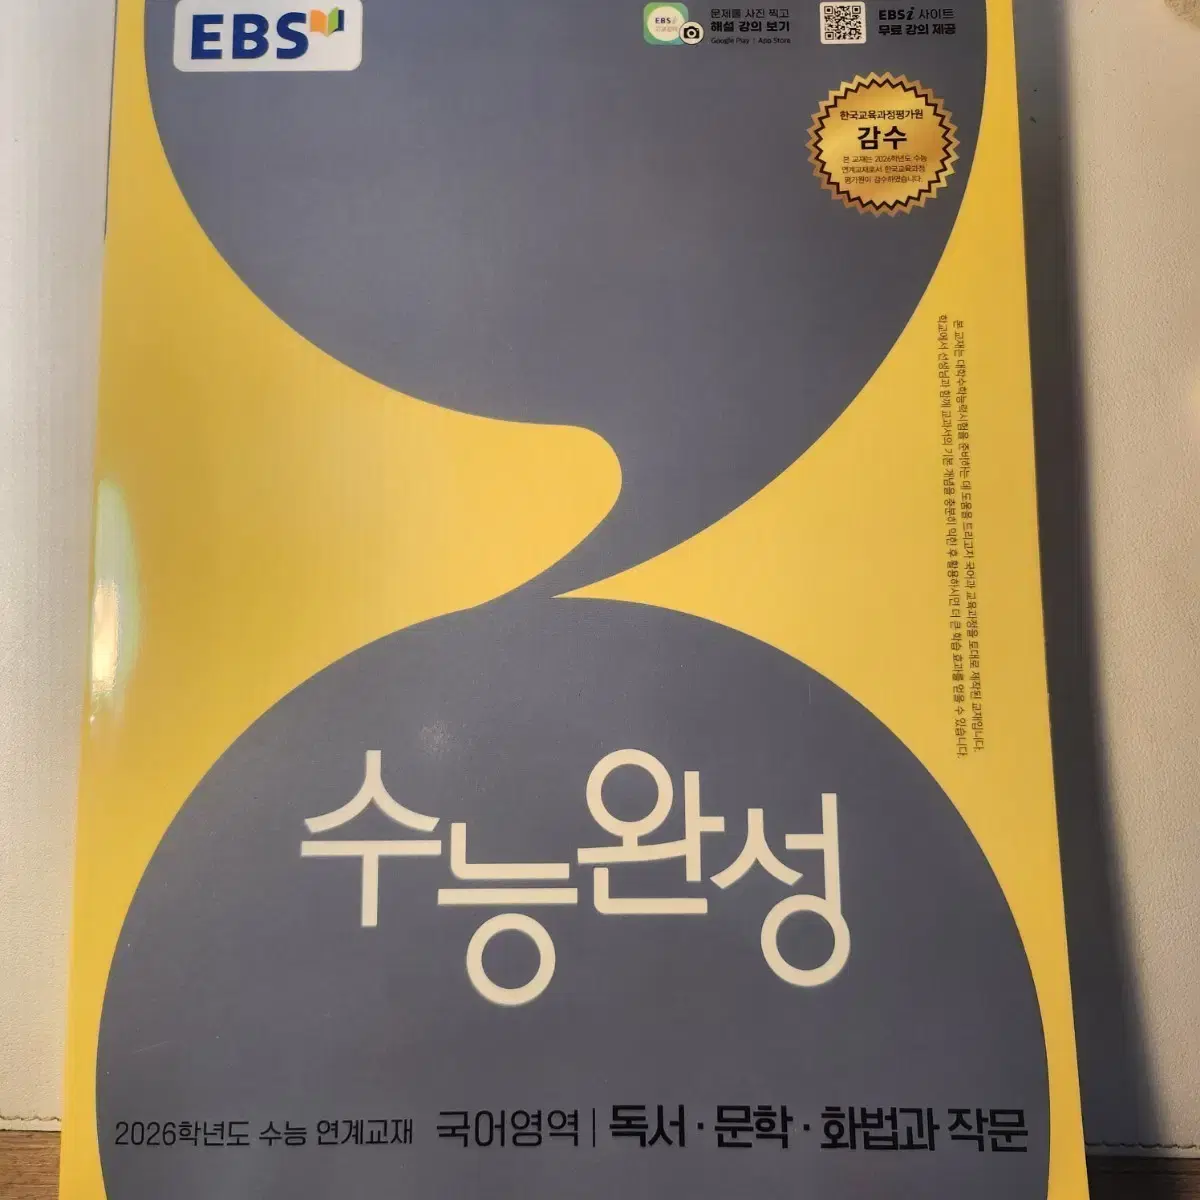 EBS
EBSi
문제를 사진 찍고
해설 강의 보기
Google Play | App Store
EBSi 사이트
무료 강의 제공
한국교육과정평가원
감수
본 교재는 2026학년도 수능
연계교재로서 한국교육과정
평가원이 감수하였습니다.
본 교재는 대학수학능력시험을 준비하는 데 도움을 드리고자 국어과 교육과정을 토대로 제작된 교재입니다.
학교에서 선생님과 함께 교과서의 기본 개념을 충분히 익힌 후 활용하시면 더 큰 학습 효과를 얻을 수 있습니다.
수능완성
2026학년도 수능 연계교재 국어영역 | 독서 · 문학 · 화법과 작문